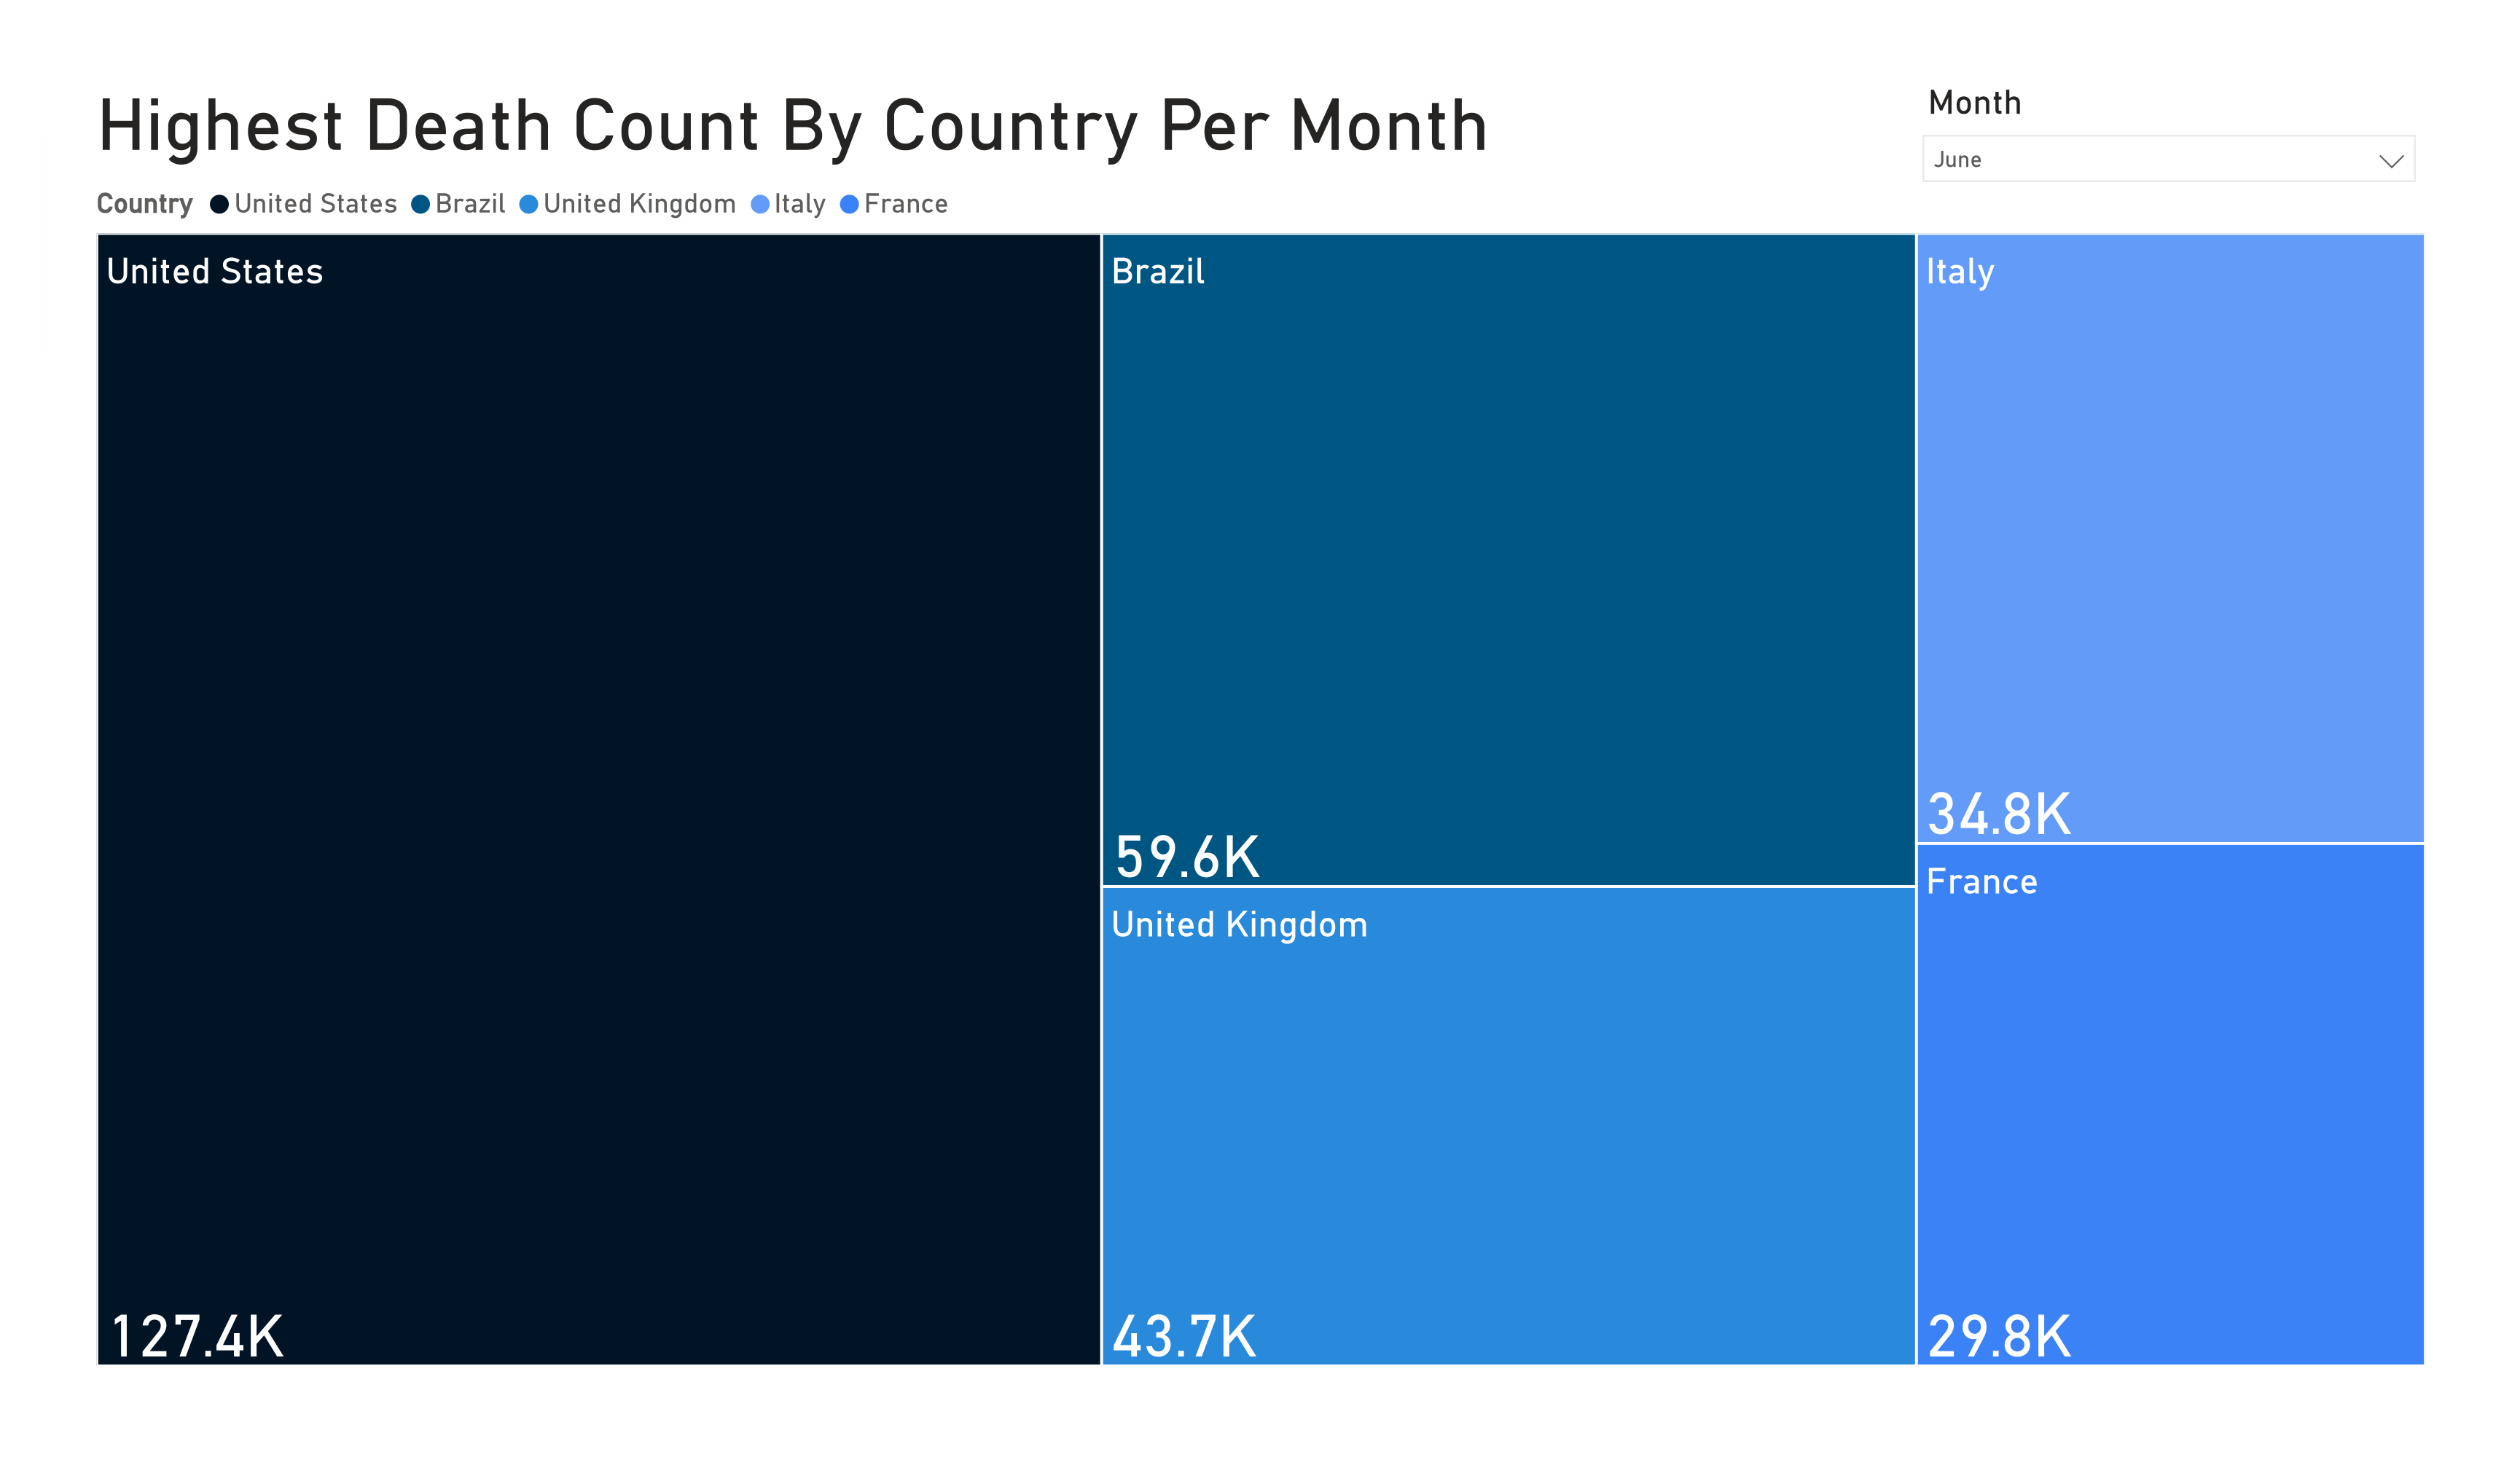 Highest Death Count By Country Per Month
Month
June
Country United States Brazil United Kingdom Italy France
United States
127.4K
Brazil
59.6K
United Kingdom
43.7K
Italy
34.8K
France
29.8K